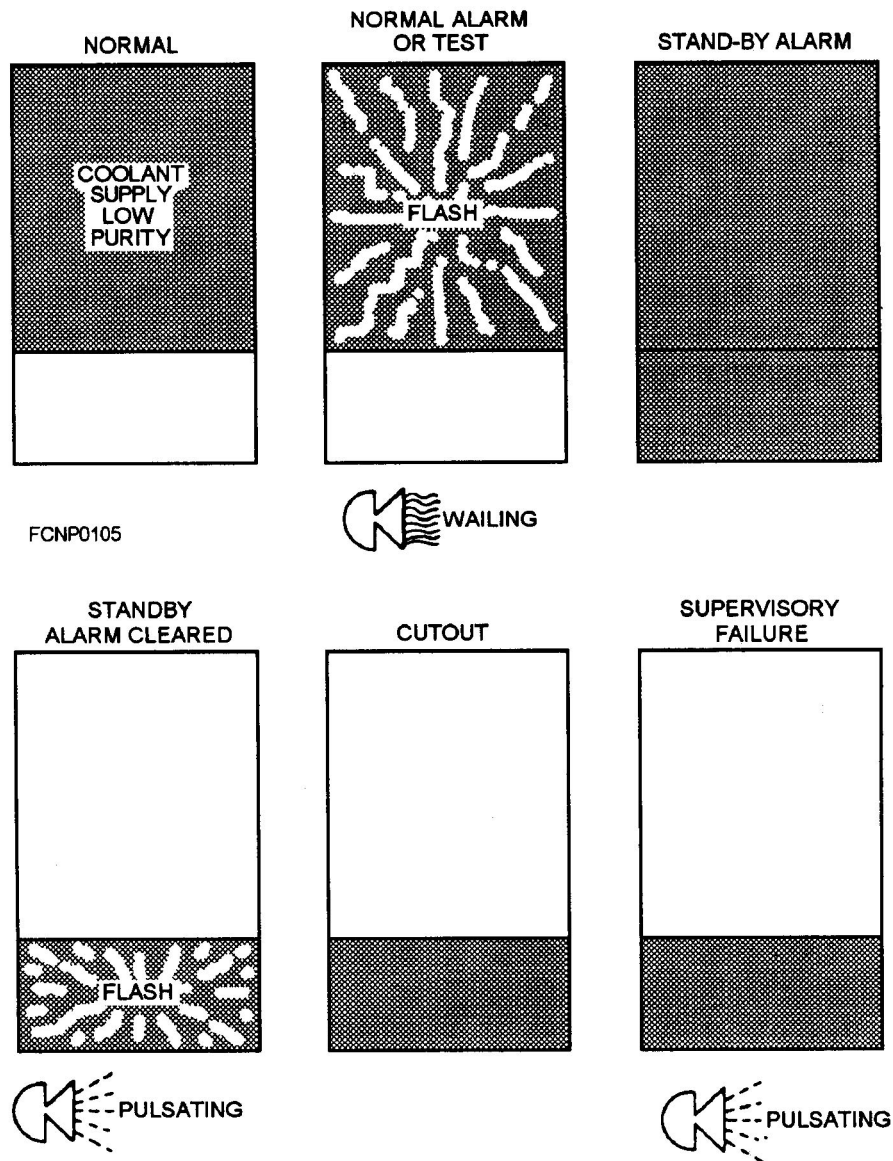 NORMAL
NORMAL ALARM
OR TEST
STAND-BY ALARM
COOLANT
SUPPLY
LOW
PURITY
FLASH
WAILING
FCNP0105
STANDBY
ALARM CLEARED
CUTOUT
SUPERVISORY
FAILURE
FLASH
PULSATING
PULSATING